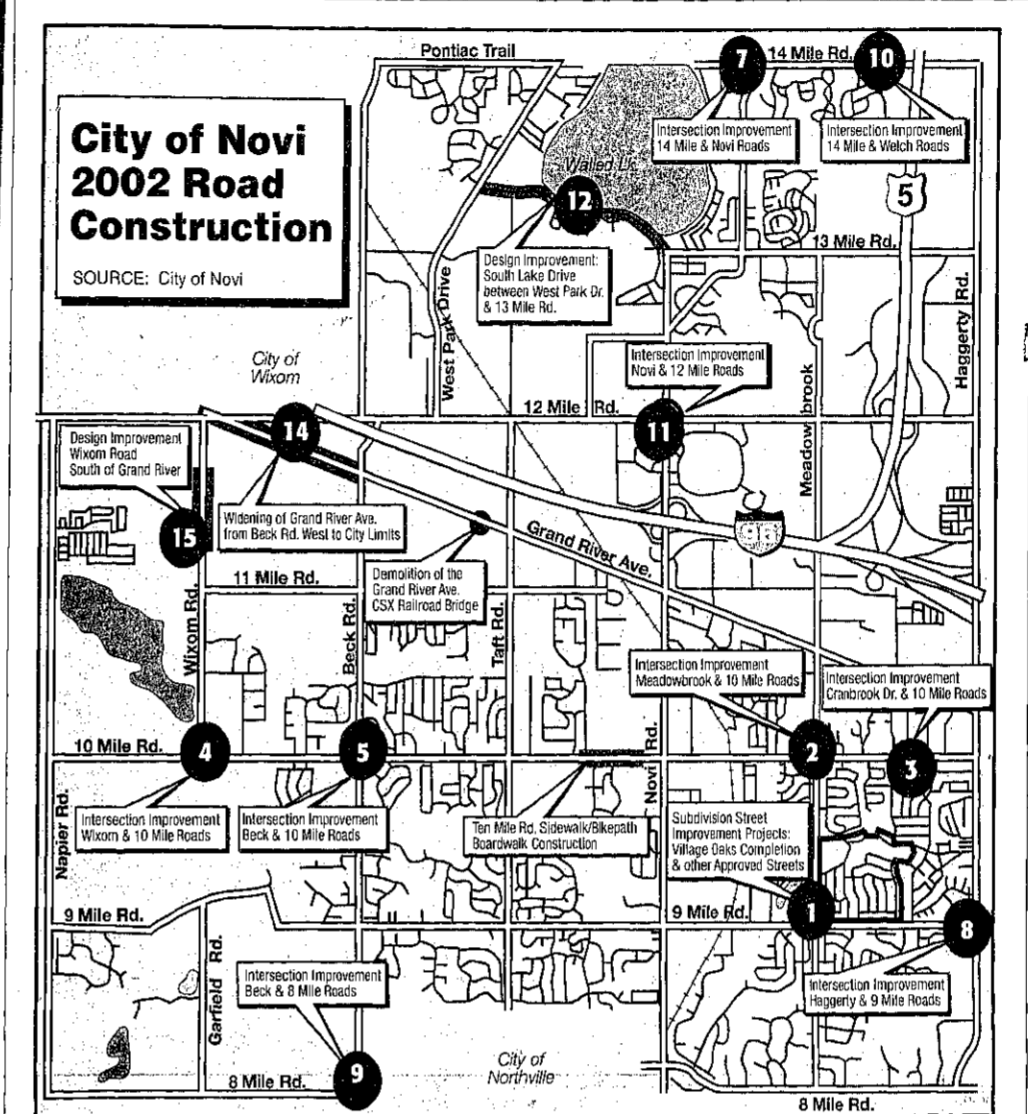 Pontiac Trail
14 Mile Rd.
7
10
City of Novi
2002 Road
Construction
SOURCE: City of Novi
Intersection Improvement
14 Mile & Novi Roads
Intersection Improvement
14 Mile & Welch Roads
Walled Lk.
5
12
13 Mile Rd.
Design Improvement:
South Lake Drive
between West Park Dr.
& 13 Mile Rd.
West Park Drive
Haggerty Rd.
City of
Wixom
Intersection Improvement
Novi & 12 Mile Roads
Meadowbrook
12 Mile Rd.
14
11
Design Improvement
Wixom Road
South of Grand River
15
Widening of Grand River Ave.
from Beck Rd. West to City Limits
Grand River Ave.
11 Mile Rd.
Demolition of the
Grand River Ave.
CSX Railroad Bridge
Wixom Rd.
Beck Rd.
Taft Rd.
Intersection Improvement
Meadowbrook & 10 Mile Roads
Intersection Improvement
Cranbrook Dr. & 10 Mile Roads
10 Mile Rd.
4
5
2
3
Novi Rd.
Napier Rd.
Intersection Improvement
Wixom & 10 Mile Roads
Intersection Improvement
Beck & 10 Mile Roads
Ten Mile Rd. Sidewalk/Bikepath
Boardwalk Construction
Subdivision Street
Improvement Projects:
Village Oaks Completion
& other Approved Streets
9 Mile Rd.
9 Mile Rd.
1
8
Garfield Rd.
Intersection Improvement
Beck & 8 Mile Roads
Intersection Improvement
Haggerty & 9 Mile Roads
9
City of
Northville
8 Mile Rd.
8 Mile Rd.